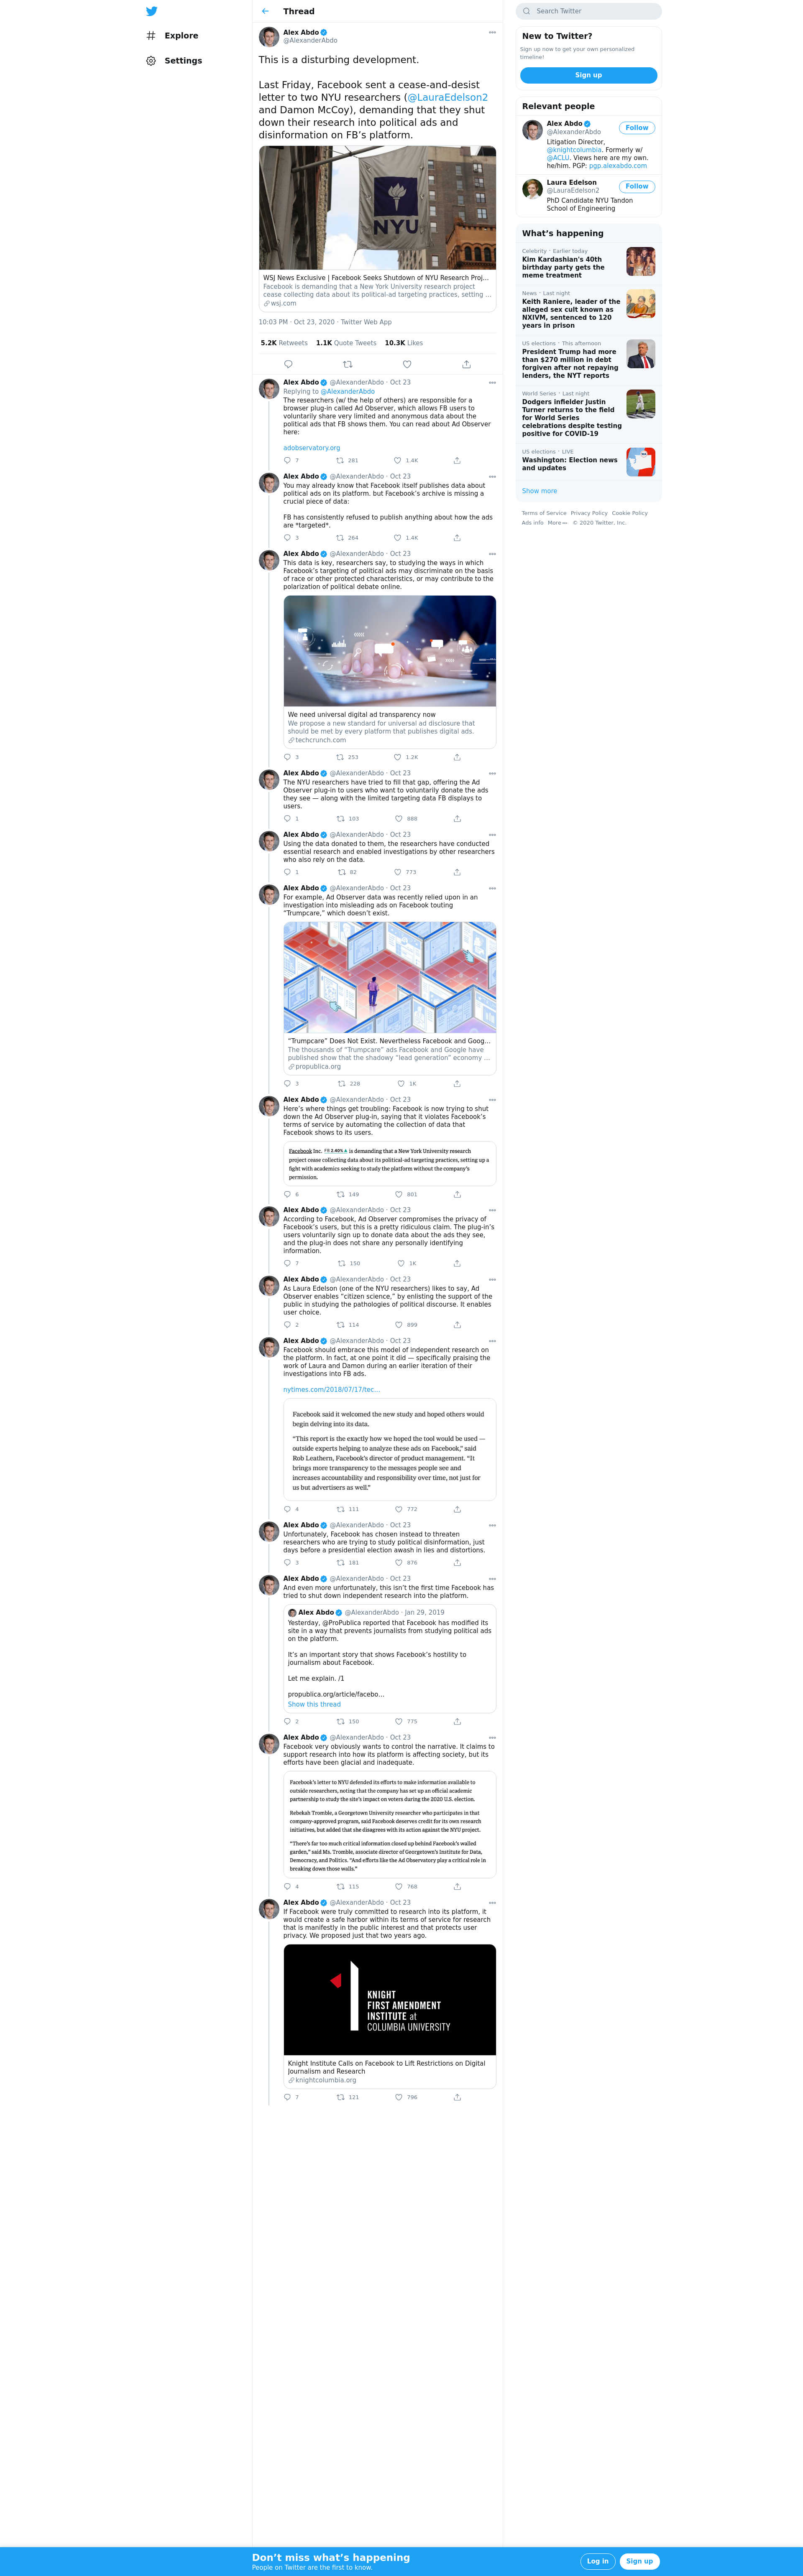 Explore
Settings
Thread
Alex Abdo
@AlexanderAbdo
This is a disturbing development.
Last Friday, Facebook sent a cease-and-desist
letter to two NYU researchers (@LauraEdelson2
and Damon McCoy), demanding that they shut
down their research into political ads and
disinformation on FB's platform.
NYU
WSJ News Exclusive | Facebook Seeks Shutdown of NYU Research Proj...
Facebook is demanding that a New York University research project
cease collecting data about its political-ad targeting practices, setting ...
wsj.com
10:03 PM · Oct 23, 2020 · Twitter Web App
5.2K Retweets 1.1K Quote Tweets 10.3K Likes
Alex Abdo @AlexanderAbdo · Oct 23
Replying to @AlexanderAbdo
The researchers (w/ the help of others) are responsible for a
browser plug-in called Ad Observer, which allows FB users to
voluntarily share very limited and anonymous data about the
political ads that FB shows them. You can read about Ad Observer
here:
adobservatory.org
7 281 1.4K
Alex Abdo @AlexanderAbdo · Oct 23
You may already know that Facebook itself publishes data about
political ads on its platform. but Facebook's archive is missing a
crucial piece of data:
FB has consistently refused to publish anything about how the ads
are *targeted*.
3 264 1.4K
Alex Abdo @AlexanderAbdo · Oct 23
This data is key, researchers say, to studying the ways in which
Facebook's targeting of political ads may discriminate on the basis
of race or other protected characteristics, or may contribute to the
polarization of political debate online.
We need universal digital ad transparency now
We propose a new standard for universal ad disclosure that
should be met by every platform that publishes digital ads.
techcrunch.com
3 253 1.2K
Alex Abdo @AlexanderAbdo · Oct 23
The NYU researchers have tried to fill that gap, offering the Ad
Observer plug-in to users who want to voluntarily donate the ads
they see — along with the limited targeting data FB displays to
users.
1 103 888
Alex Abdo @AlexanderAbdo · Oct 23
Using the data donated to them, the researchers have conducted
essential research and enabled investigations by other researchers
who also rely on the data.
1 82 773
Alex Abdo @AlexanderAbdo · Oct 23
For example, Ad Observer data was recently relied upon in an
investigation into misleading ads on Facebook touting
“Trumpcare,” which doesn't exist.
“Trumpcare” Does Not Exist. Nevertheless Facebook and Goog...
The thousands of “Trumpcare” ads Facebook and Google have
published show that the shadowy “lead generation” economy ...
propublica.org
3 228 1K
Alex Abdo @AlexanderAbdo · Oct 23
Here's where things get troubling: Facebook is now trying to shut
down the Ad Observer plug-in, saying that it violates Facebook's
terms of service by automating the collection of data that
Facebook shows to its users.
Facebook Inc. FB 2.40% ▲ is demanding that a New York University research
project cease collecting data about its political-ad targeting practices, setting up a
fight with academics seeking to study the platform without the company's
permission.
6 149 801
Alex Abdo @AlexanderAbdo · Oct 23
According to Facebook, Ad Observer compromises the privacy of
Facebook's users, but this is a pretty ridiculous claim. The plug-in's
users voluntarily sign up to donate data about the ads they see,
and the plug-in does not share any personally identifying
information.
7 150 1K
Alex Abdo @AlexanderAbdo · Oct 23
As Laura Edelson (one of the NYU researchers) likes to say, Ad
Observer enables “citizen science,” by enlisting the support of the
public in studying the pathologies of political discourse. It enables
user choice.
2 114 899
Alex Abdo @AlexanderAbdo · Oct 23
Facebook should embrace this model of independent research on
the platform. In fact, at one point it did — specifically praising the
work of Laura and Damon during an earlier iteration of their
investigations into FB ads.
nytimes.com/2018/07/17/tec...
Facebook said it welcomed the new study and hoped others would
begin delving into its data.
“This report is the exactly how we hoped the tool would be used —
outside experts helping to analyze these ads on Facebook,” said
Rob Leathern, Facebook's director of product management. “It
brings more transparency to the messages people see and
increases accountability and responsibility over time, not just for
us but advertisers as well.”
4 111 772
Alex Abdo @AlexanderAbdo · Oct 23
Unfortunately, Facebook has chosen instead to threaten
researchers who are trying to study political disinformation, just
days before a presidential election awash in lies and distortions.
3 181 876
Alex Abdo @AlexanderAbdo · Oct 23
And even more unfortunately, this isn't the first time Facebook has
tried to shut down independent research into the platform.
Alex Abdo @AlexanderAbdo · Jan 29, 2019
Yesterday, @ProPublica reported that Facebook has modified its
site in a way that prevents journalists from studying political ads
on the platform.
It's an important story that shows Facebook's hostility to
journalism about Facebook.
Let me explain. /1
propublica.org/article/facebo...
Show this thread
2 150 775
Alex Abdo @AlexanderAbdo · Oct 23
Facebook very obviously wants to control the narrative. It claims to
support research into how its platform is affecting society, but its
efforts have been glacial and inadequate.
Facebook's letter to NYU defended its efforts to make information available to
outside researchers, noting that the company has set up an official academic
partnership to study the site's impact on voters during the 2020 U.S. election.
Rebekah Tromble, a Georgetown University researcher who participates in that
company-approved program, said Facebook deserves credit for its own research
initiatives, but added that she disagrees with its action against the NYU project.
“There's far too much critical information closed up behind Facebook's walled
garden,” said Ms. Tromble, associate director of Georgetown's Institute for Data,
Democracy, and Politics. “And efforts like the Ad Observatory play a critical role in
breaking down those walls.”
4 115 768
Alex Abdo @AlexanderAbdo · Oct 23
If Facebook were truly committed to research into its platform, it
would create a safe harbor within its terms of service for research
that is manifestly in the public interest and that protects user
privacy. We proposed just that two years ago.
KNIGHT
FIRST AMENDMENT
INSTITUTE at
COLUMBIA UNIVERSITY
Knight Institute Calls on Facebook to Lift Restrictions on Digital
Journalism and Research
knightcolumbia.org
7 121 796
Search Twitter
New to Twitter?
Sign up now to get your own personalized
timeline!
Sign up
Relevant people
Alex Abdo
@AlexanderAbdo
Follow
Litigation Director,
@knightcolumbia. Formerly w/
@ACLU. Views here are my own.
he/him. PGP: pgp.alexabdo.com
Laura Edelson
@LauraEdelson2
Follow
PhD Candidate NYU Tandon
School of Engineering
What's happening
Celebrity · Earlier today
Kim Kardashian's 40th
birthday party gets the
meme treatment
News · Last night
Keith Raniere, leader of the
alleged sex cult known as
NXIVM, sentenced to 120
years in prison
US elections · This afternoon
President Trump had more
than $270 million in debt
forgiven after not repaying
lenders, the NYT reports
World Series · Last night
Dodgers infielder Justin
Turner returns to the field
for World Series
celebrations despite testing
positive for COVID-19
US elections · LIVE
Washington: Election news
and updates
Show more
Terms of Service Privacy Policy Cookie Policy
Ads info More ··· © 2020 Twitter, Inc.
Don't miss what's happening
People on Twitter are the first to know.
Log in
Sign up